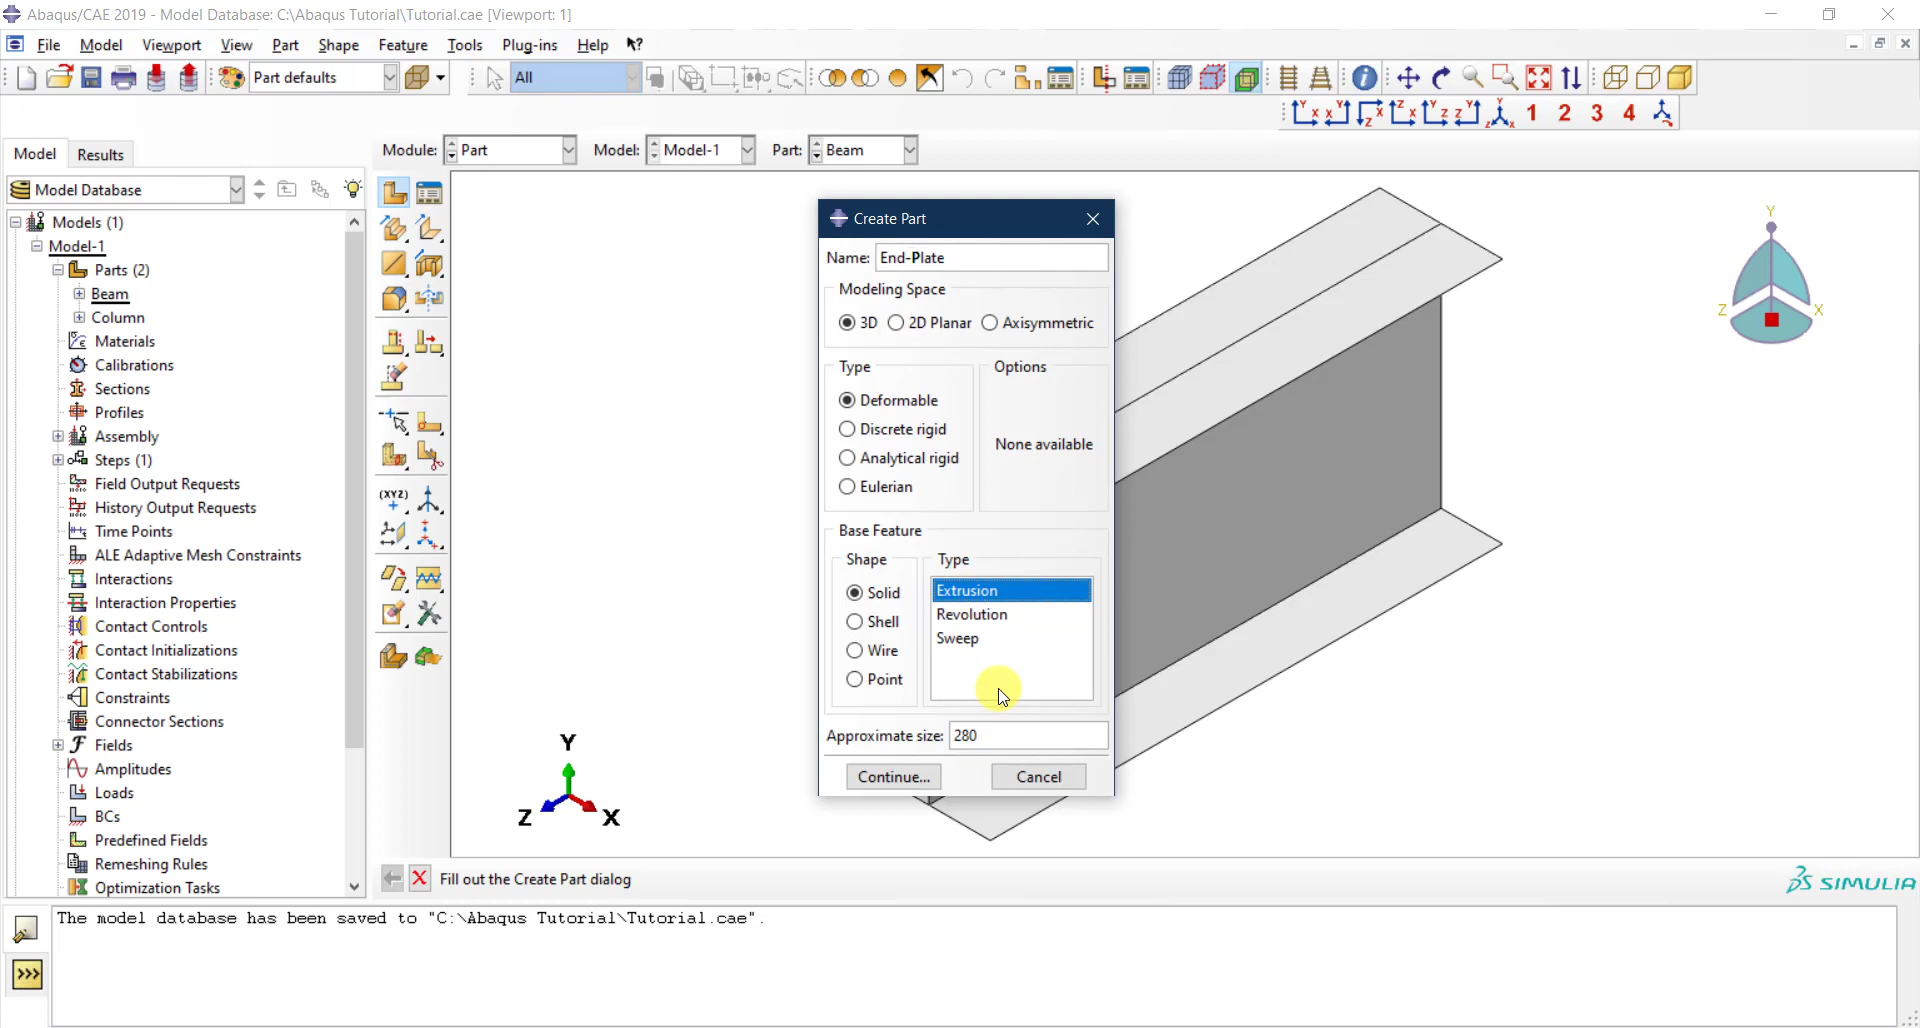 Abaqus/CAE 2019 - Model Database: C:\Abaqus Tutorial\Tutorial.cae [Viewport: 1]
File Model Viewport View Part Shape Feature Tools Plug-ins Help
Part defaults All
1 2 3 4
Model Results
Module: Part Model: Model-1 Part: Beam
Model Database
Models (1)
Model-1
Parts (2)
Beam
Column
Materials
Calibrations
Sections
Profiles
Assembly
Steps (1)
Field Output Requests
History Output Requests
Time Points
ALE Adaptive Mesh Constraints
Interactions
Interaction Properties
Contact Controls
Contact Initializations
Contact Stabilizations
Constraints
Connector Sections
Fields
Amplitudes
Loads
BCs
Predefined Fields
Remeshing Rules
Optimization Tasks
(XYZ)
Create Part
Name: End-Plate
Modeling Space
3D 2D Planar Axisymmetric
Type
Deformable
Discrete rigid
Analytical rigid
Eulerian
Options
None available
Base Feature
Shape
Solid
Shell
Wire
Point
Type
Extrusion
Revolution
Sweep
Approximate size: 280
Continue... Cancel
Y
Z X
Y
Z X
Fill out the Create Part dialog
SIMULIA
The model database has been saved to "C:\Abaqus Tutorial\Tutorial.cae".
>>>